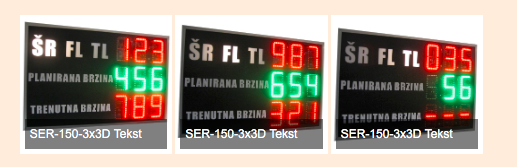 ŠR FL TL 123
PLANIRANA BRZINA 456
TRENUTNA BRZINA 789
SER-150-3x3D Tekst
ŠR FL TL 987
PLANIRANA BRZINA 654
TRENUTNA BRZINA 321
SER-150-3x3D Tekst
ŠR FL TL 035
PLANIRANA BRZINA 56
TRENUTNA BRZINA ---
SER-150-3x3D Tekst